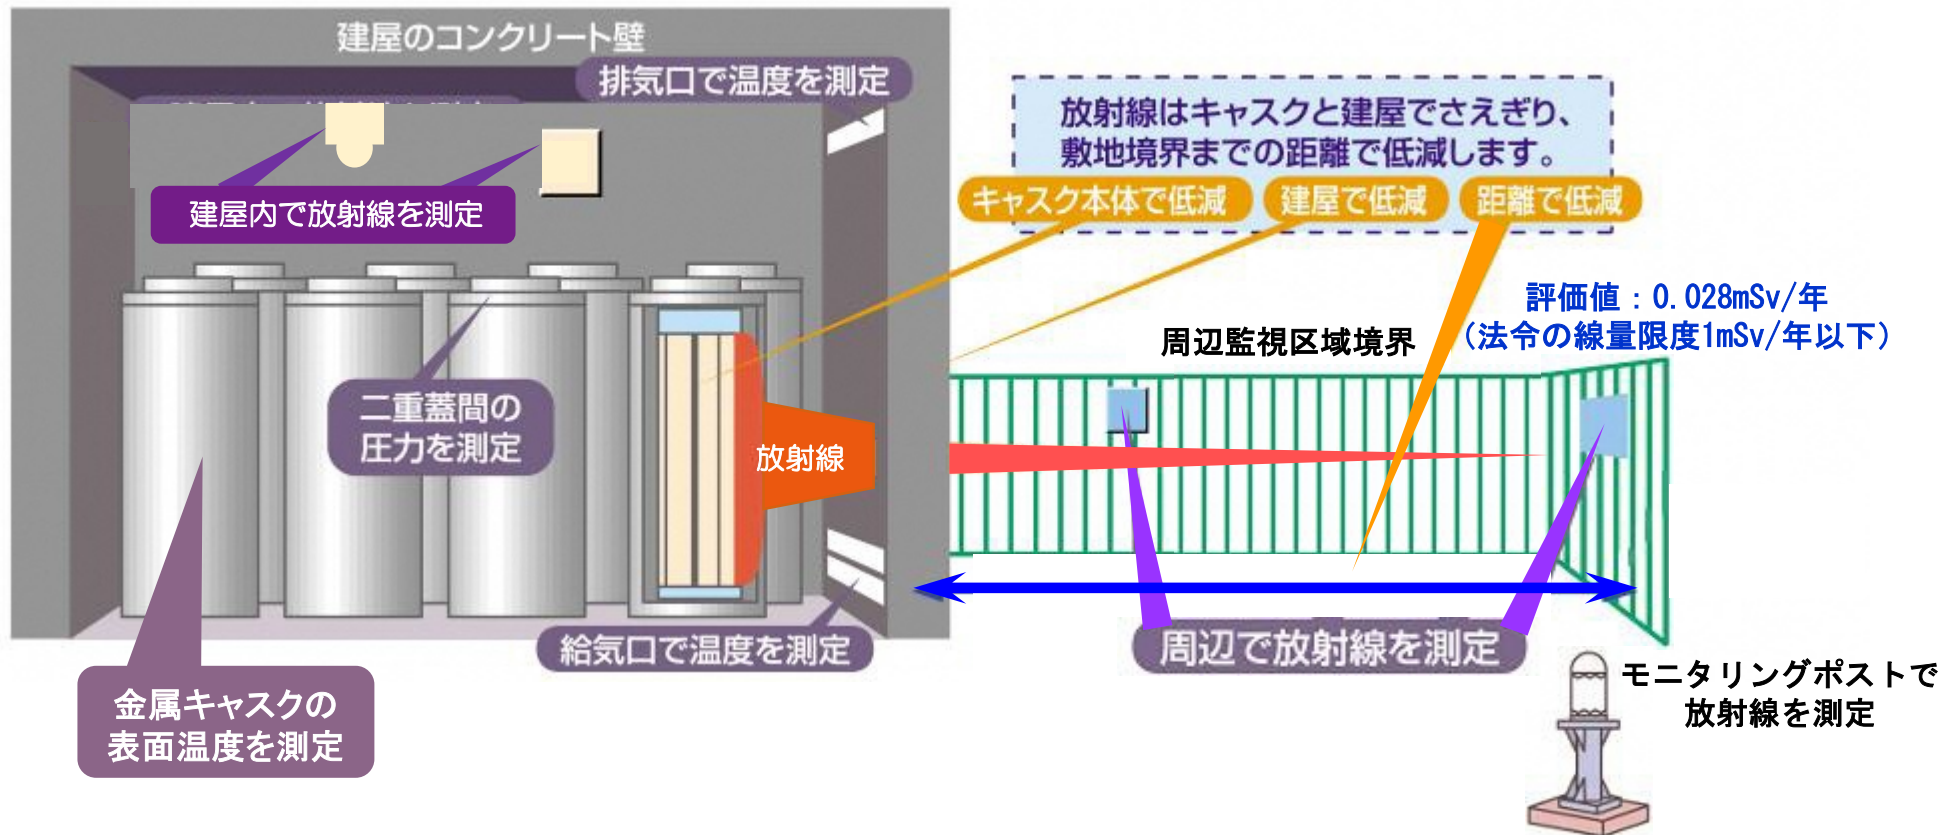 建屋のコンクリート壁
排気口で温度を測定
建屋内で放射線を測定
放射線はキャスクと建屋でさえぎり、
敷地境界までの距離で低減します。
キャスク本体で低減
建屋で低減
距離で低減
評価値：0.028mSv/年
（法令の線量限度1mSv/年以下）
周辺監視区域境界
二重蓋間の
圧力を測定
放射線
給気口で温度を測定
周辺で放射線を測定
金属キャスクの
表面温度を測定
モニタリングポストで
放射線を測定